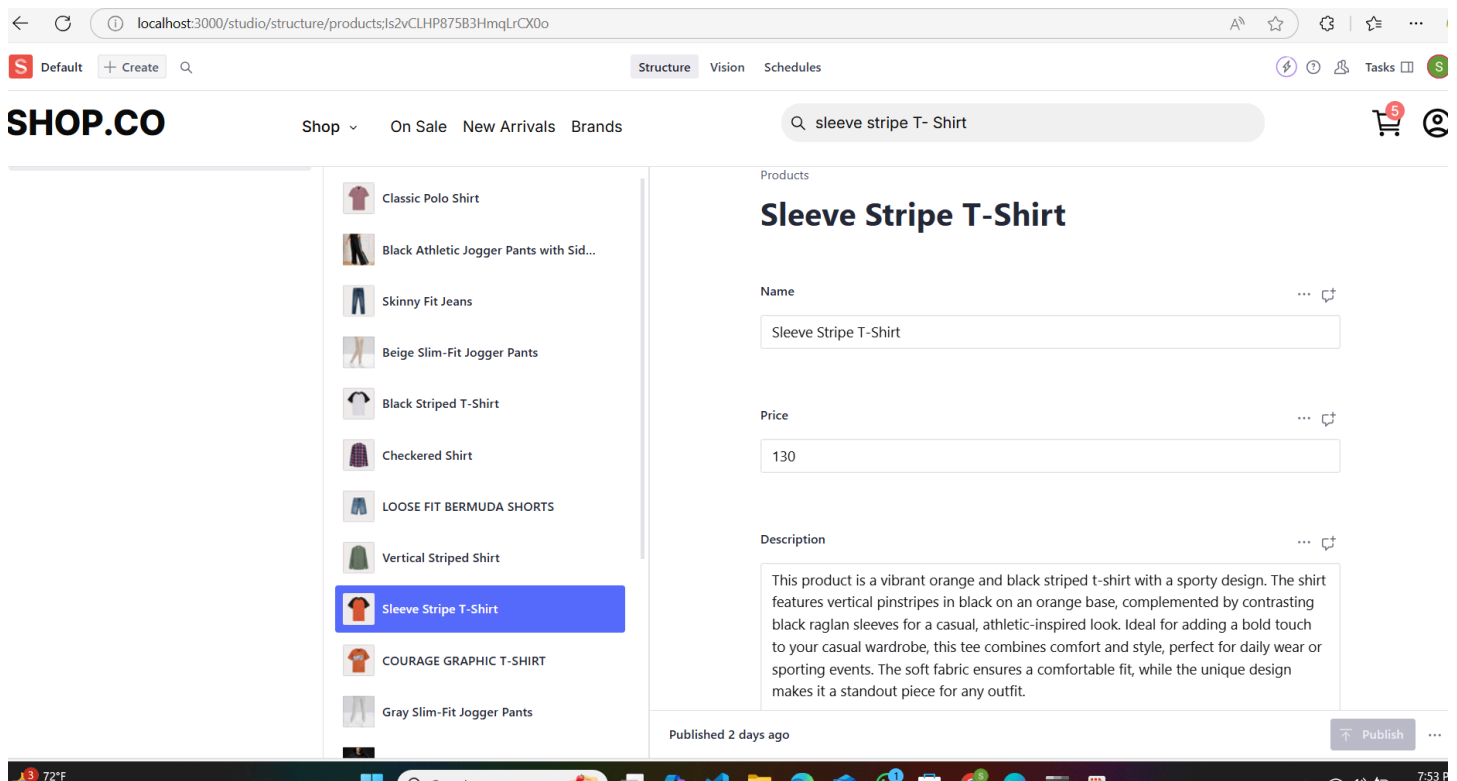 localhost:3000/studio/structure/products;Is2vCLHP875B3HmqLrCX0o
S Default + Create Structure Vision Schedules Tasks S
SHOP.CO Shop On Sale New Arrivals Brands sleeve stripe T- Shirt 5
Classic Polo Shirt
Black Athletic Jogger Pants with Sid...
Skinny Fit Jeans
Beige Slim-Fit Jogger Pants
Black Striped T-Shirt
Checkered Shirt
LOOSE FIT BERMUDA SHORTS
Vertical Striped Shirt
Sleeve Stripe T-Shirt
COURAGE GRAPHIC T-SHIRT
Gray Slim-Fit Jogger Pants
Products
Sleeve Stripe T-Shirt
Name
Sleeve Stripe T-Shirt
Price
130
Description
This product is a vibrant orange and black striped t-shirt with a sporty design. The shirt
features vertical pinstripes in black on an orange base, complemented by contrasting
black raglan sleeves for a casual, athletic-inspired look. Ideal for adding a bold touch
to your casual wardrobe, this tee combines comfort and style, perfect for daily wear or
sporting events. The soft fabric ensures a comfortable fit, while the unique design
makes it a standout piece for any outfit.
Published 2 days ago Publish
3 72°F 1 S 7:53 P